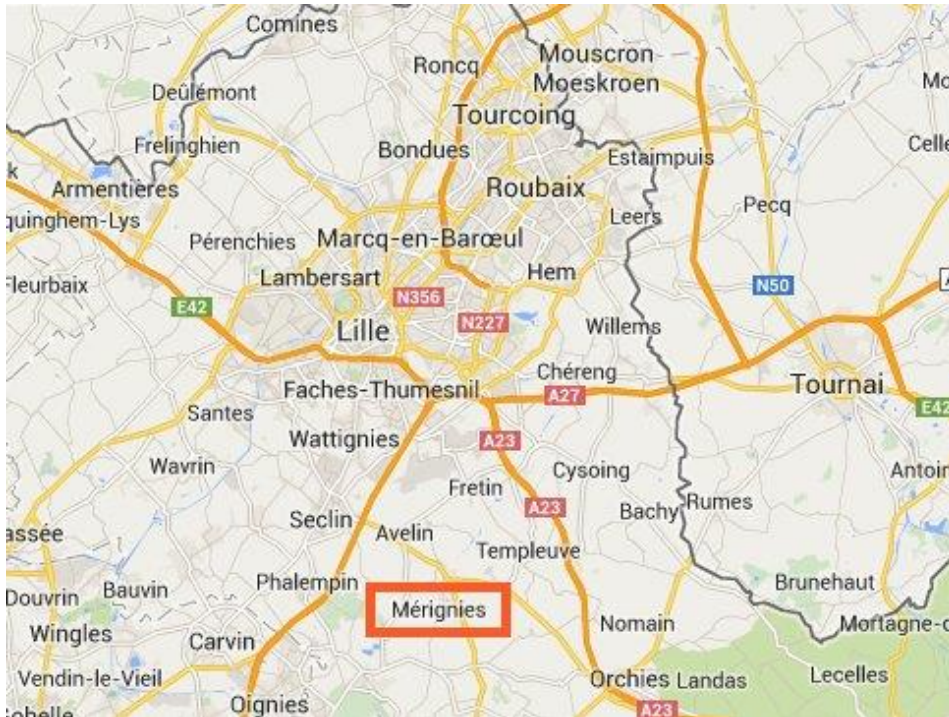 Comines
Roncq
Mouscron
Moeskroen
Deûlémont
Tourcoing
Frelinghien
Bondues
Estaimpuis
Celle
k
Armentières
Roubaix
quinghem-Lys
Leers
Pecq
Pérenchies
Marcq-en-Barœul
Lambersart
Hem
Fleurbaix
N356
N50
A
E42
Lille
N227
Willems
Chéreng
Faches-Thumesnil
A27
Tournai
E42
Santes
Wattignies
A23
Wavrin
Cysoing
Antoin
Fretin
A23
Seclin
Bachy
Rumes
assée
Avelin
Templeuve
Phalempin
Brunehaut
Douvrin
Bauvin
Mérignies
Nomain
Mortagne-d
Wingles
Carvin
Vendin-le-Vieil
Orchies
Landas
Lecelles
Oignies
A23